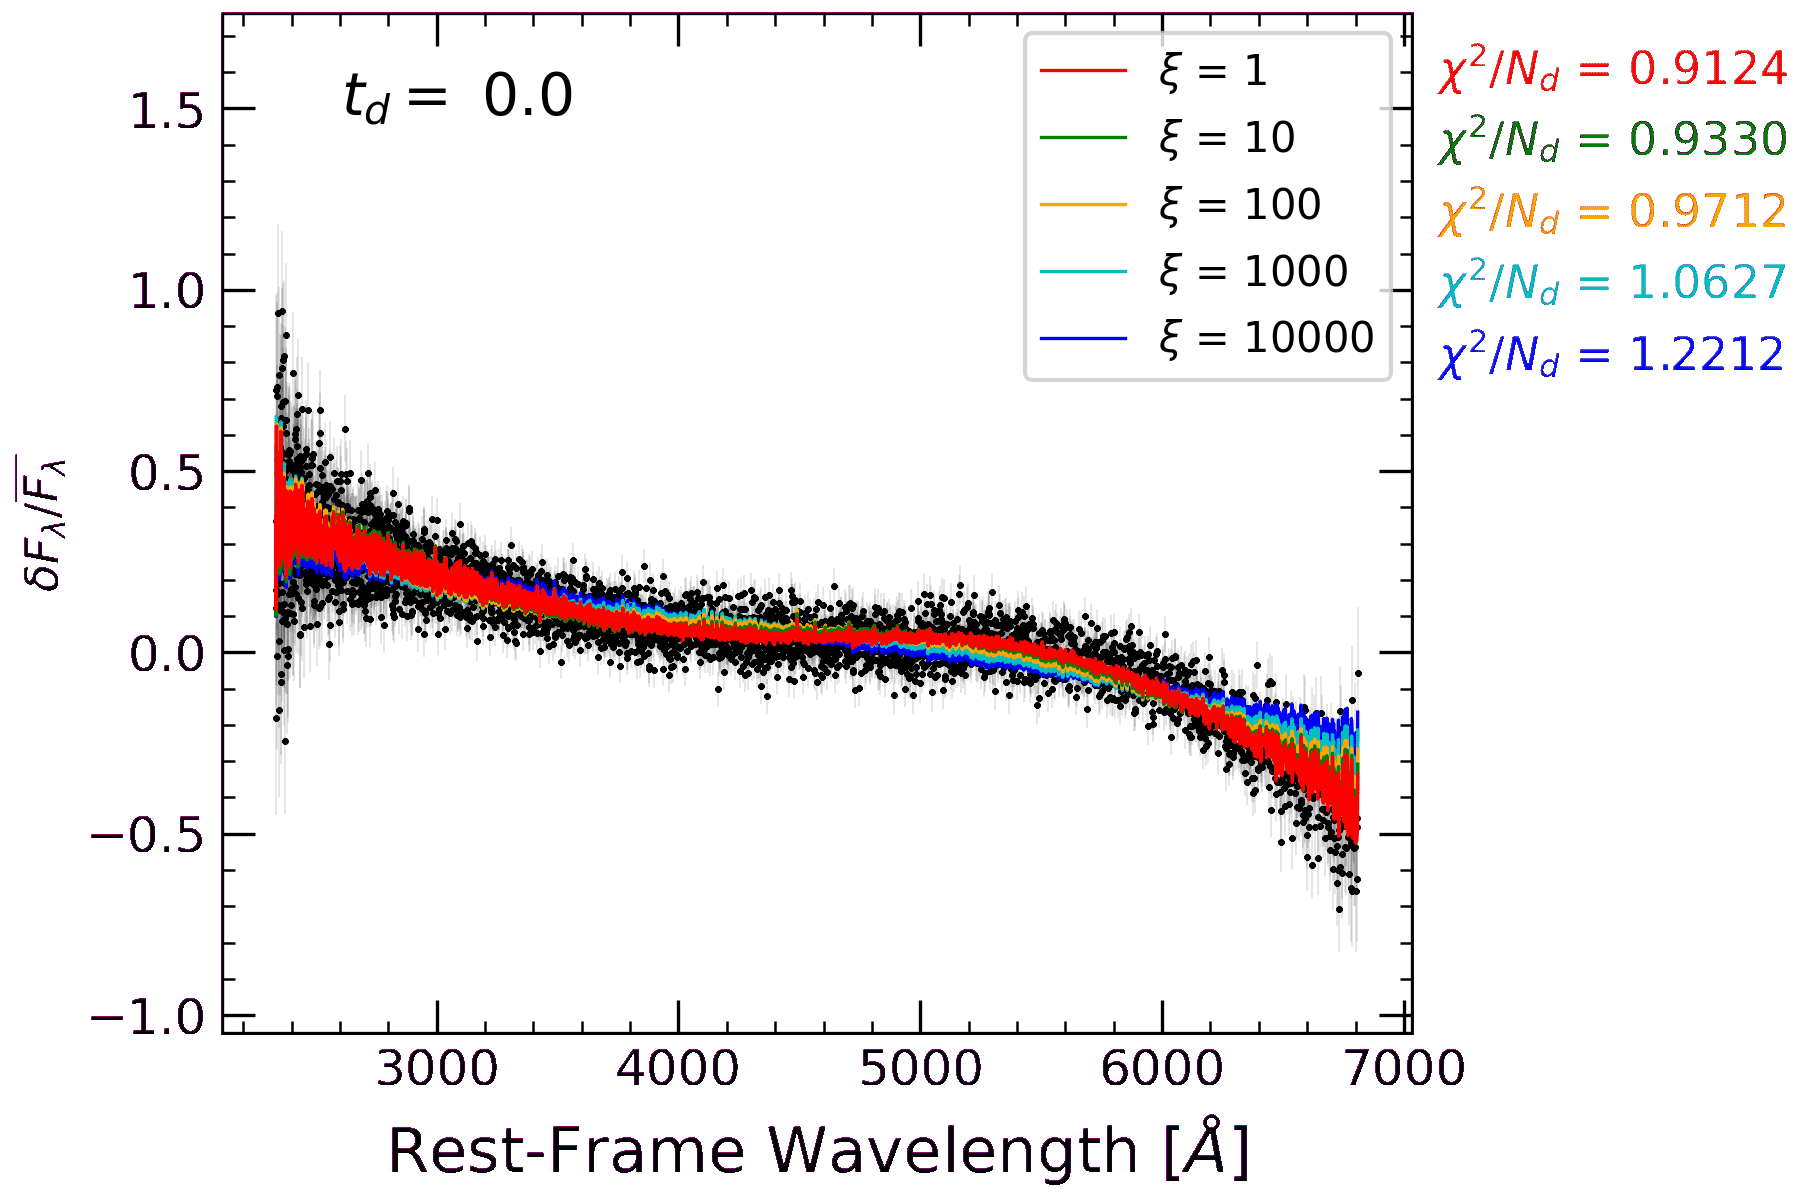 t_d = 0.0
ξ = 1
ξ = 10
ξ = 100
ξ = 1000
ξ = 10000
χ²/N_d = 0.9124
χ²/N_d = 0.9330
χ²/N_d = 0.9712
χ²/N_d = 1.0627
χ²/N_d = 1.2212
δF_λ/F̅_λ
1.5
1.0
0.5
0.0
−0.5
−1.0
3000 4000 5000 6000 7000
Rest-Frame Wavelength [Å]